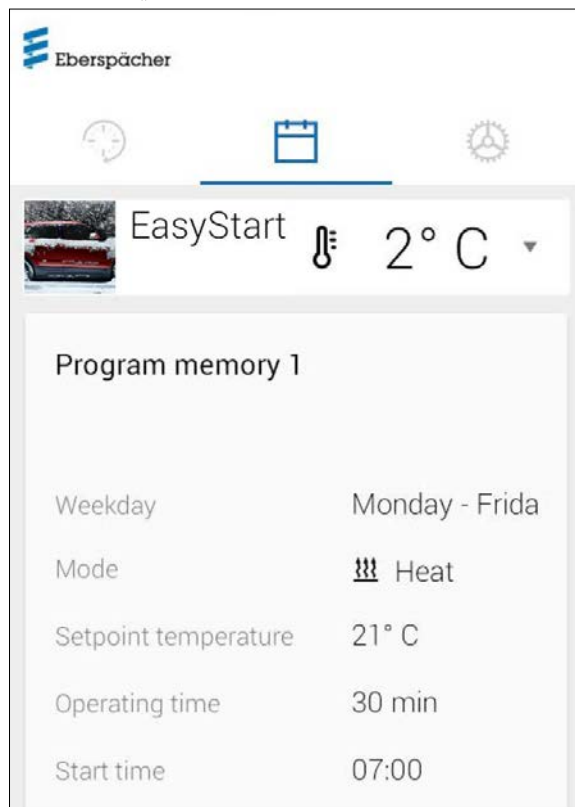 Eberspächer
EasyStart 2° C
Program memory 1
Weekday Monday - Frida
Mode Heat
Setpoint temperature 21° C
Operating time 30 min
Start time 07:00